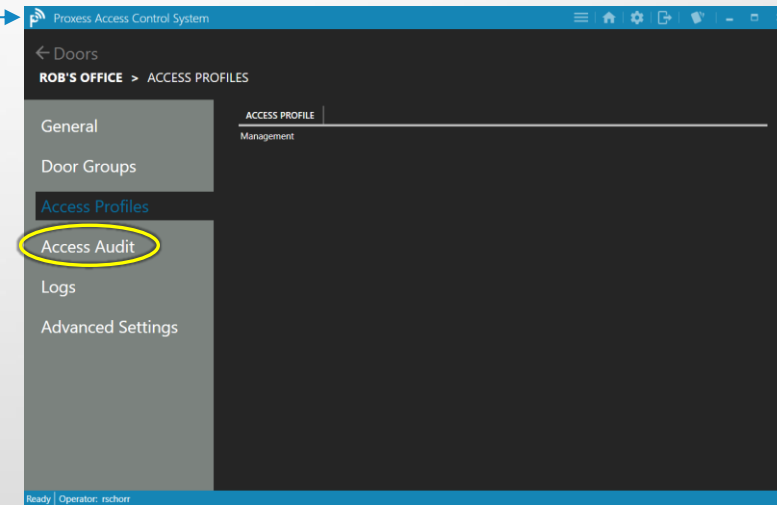 Proxess Access Control System
Doors
ROB'S OFFICE > ACCESS PROFILES
General
Door Groups
Access Profiles
Access Audit
Logs
Advanced Settings
ACCESS PROFILE
Management
Ready Operator: rschorr